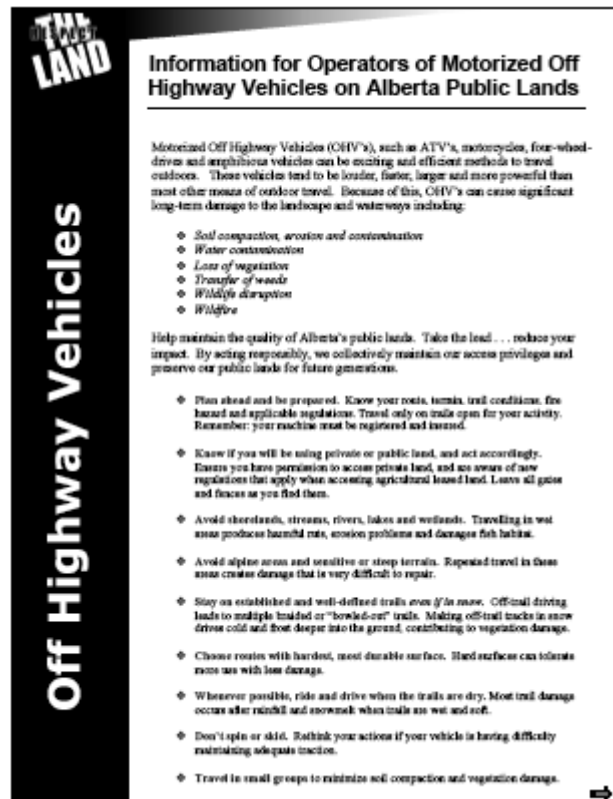 RESPECT
THE
LAND
Off Highway Vehicles
Information for Operators of Motorized Off
Highway Vehicles on Alberta Public Lands
Motorized Off Highway Vehicles (OHV's), such as ATV's, motorcycles, four-wheel-
drives and amphibious vehicles can be exciting and efficient methods to travel
outdoors. These vehicles tend to be louder, faster, larger and more powerful than
most other means of outdoor travel. Because of this, OHV's can cause significant
long-term damage to the landscape and waterways including:
❖ Soil compaction, erosion and contamination
❖ Water contamination
❖ Loss of vegetation
❖ Transfer of weeds
❖ Wildlife disruption
❖ Wildfire
Help maintain the quality of Alberta's public lands. Take the lead . . . reduce your
impact. By acting responsibly, we collectively maintain our access privileges and
preserve our public lands for future generations.
❖ Plan ahead and be prepared. Know your route, terrain, trail conditions, fire
hazard and applicable regulations. Travel only on trails open for your activity.
Remember: your machine must be registered and insured.
❖ Know if you will be using private or public land, and act accordingly.
Ensure you have permission to access private land, and are aware of new
regulations that apply when accessing agricultural leased land. Leave all gates
and fences as you find them.
❖ Avoid shorelands, streams, rivers, lakes and wetlands. Travelling in wet
areas produces harmful ruts, erosion problems and damages fish habitat.
❖ Avoid alpine areas and sensitive or steep terrain. Repeated travel in these
areas creates damage that is very difficult to repair.
❖ Stay on established and well-defined trails even if in snow. Off-trail driving
leads to multiple braided or "bowled-out" trails. Making off-trail tracks in snow
drives cold and frost deeper into the ground, contributing to vegetation damage.
❖ Choose routes with hardest, most durable surface. Hard surfaces can tolerate
more use with less damage.
❖ Whenever possible, ride and drive when the trails are dry. Most trail damage
occurs after rainfall and snowmelt when trails are wet and soft.
❖ Don't spin or skid. Rethink your actions if your vehicle is having difficulty
maintaining adequate traction.
❖ Travel in small groups to minimize soil compaction and vegetation damage.